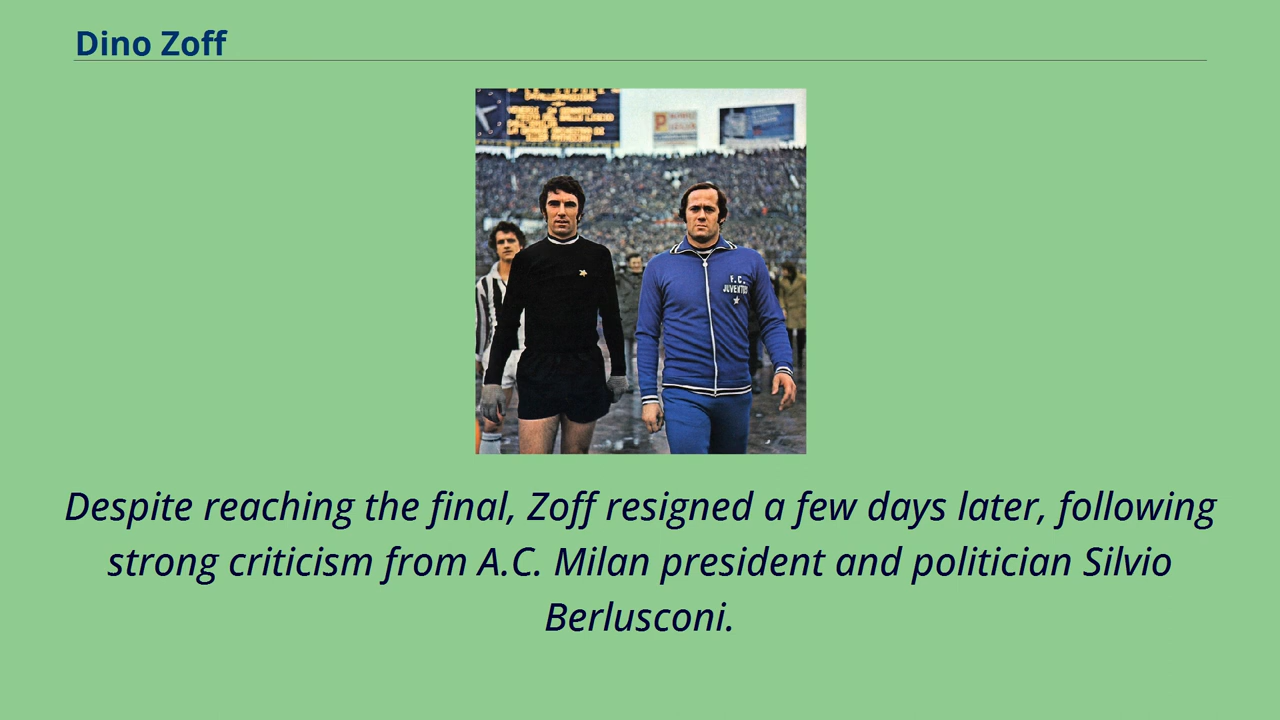 Dino Zoff
F.C.
JUVENTUS
Despite reaching the final, Zoff resigned a few days later, following
strong criticism from A.C. Milan president and politician Silvio
Berlusconi.